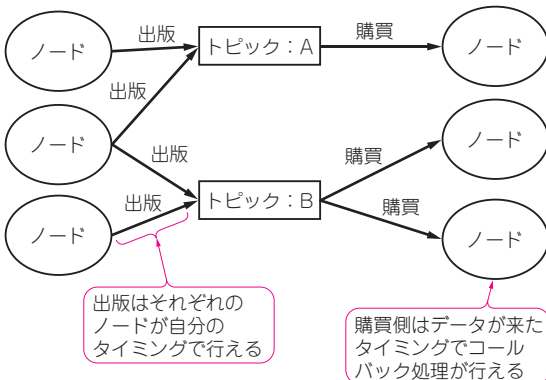 ノード
出版
トピック：A
購買
ノード
出版
ノード
出版
トピック：B
購買
ノード
出版
購買
ノード
ノード
出版はそれぞれの
ノードが自分の
タイミングで行える
購買側はデータが来た
タイミングでコール
バック処理が行える